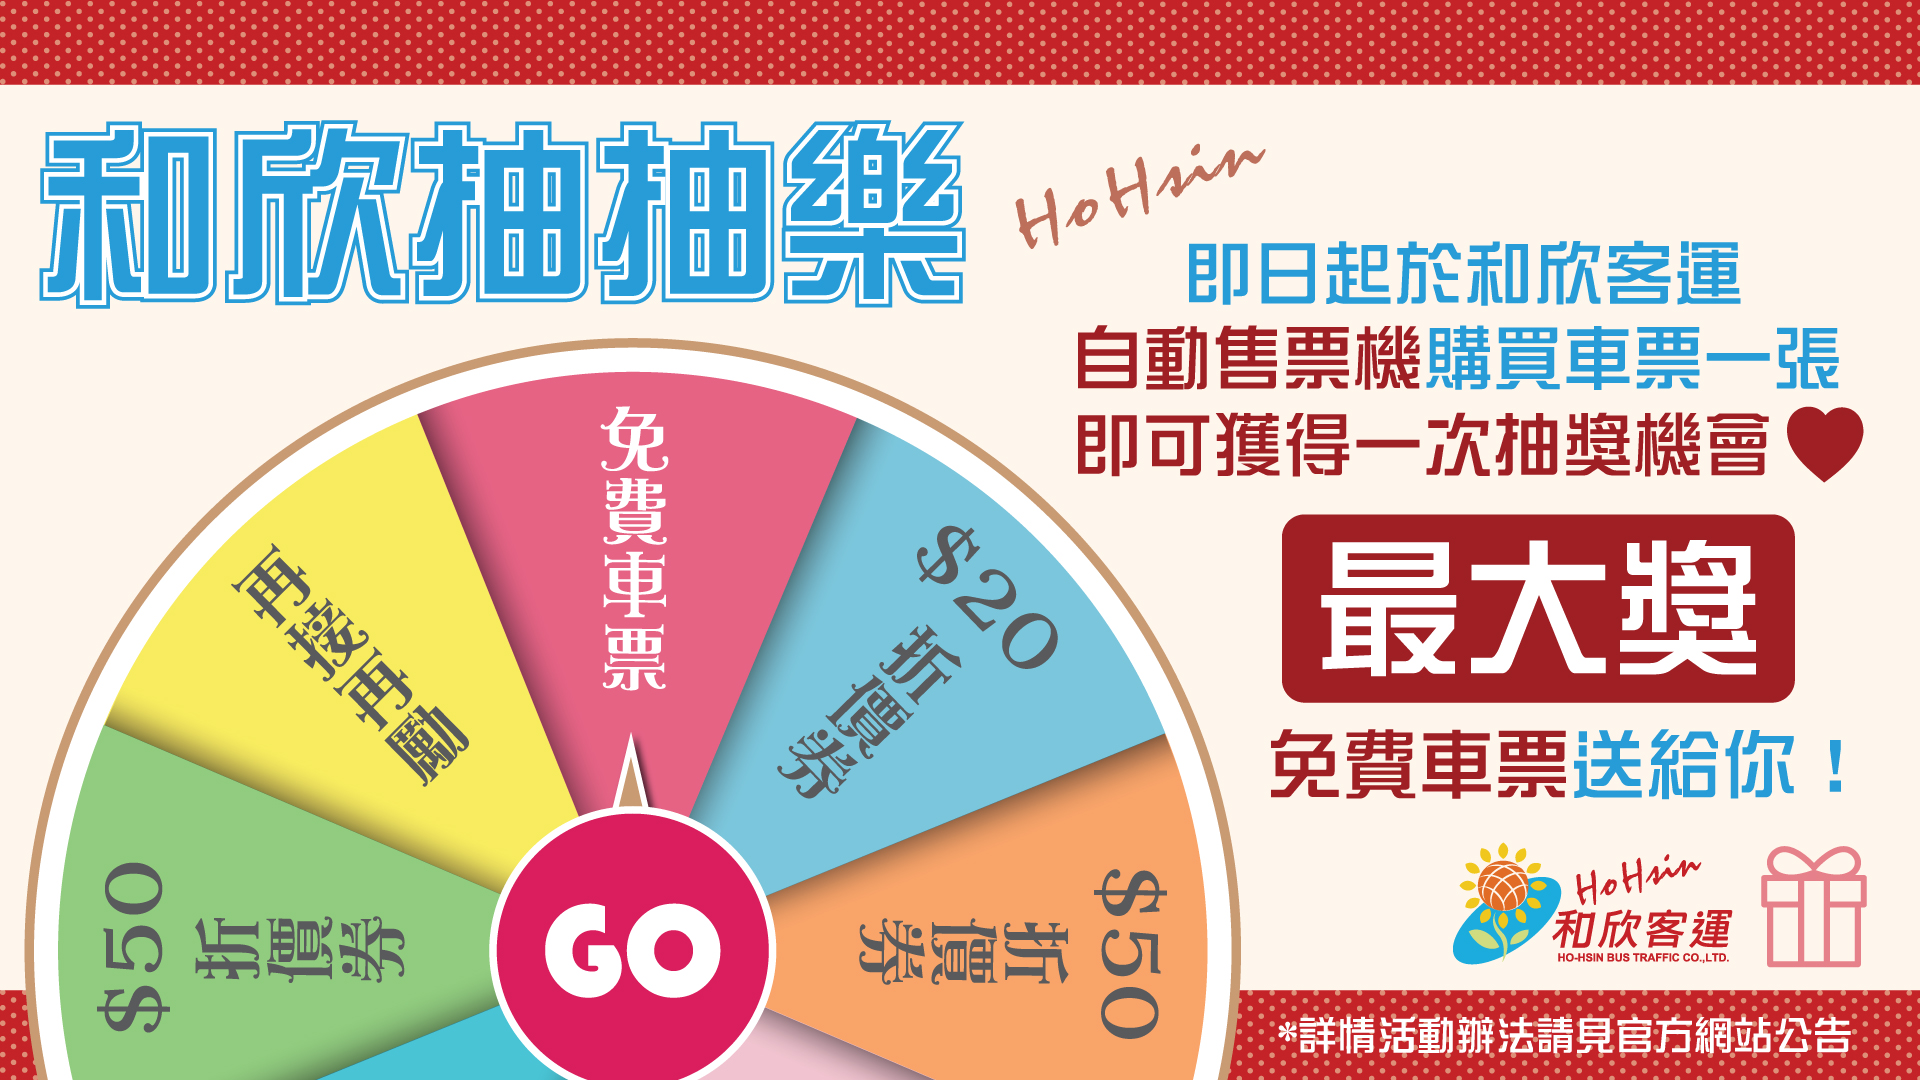 和欣抽抽樂
HoHsin
即日起於和欣客運
自動售票機購買車票一張
即可獲得一次抽獎機會
最大獎
免費車票送給你！
免費車票
$20
折價券
$50
折價券
再接再勵
$50
折價券
GO
HoHsin
和欣客運
HO-HSIN BUS TRAFFIC CO.,LTD.
*詳情活動辦法請見官方網站公告